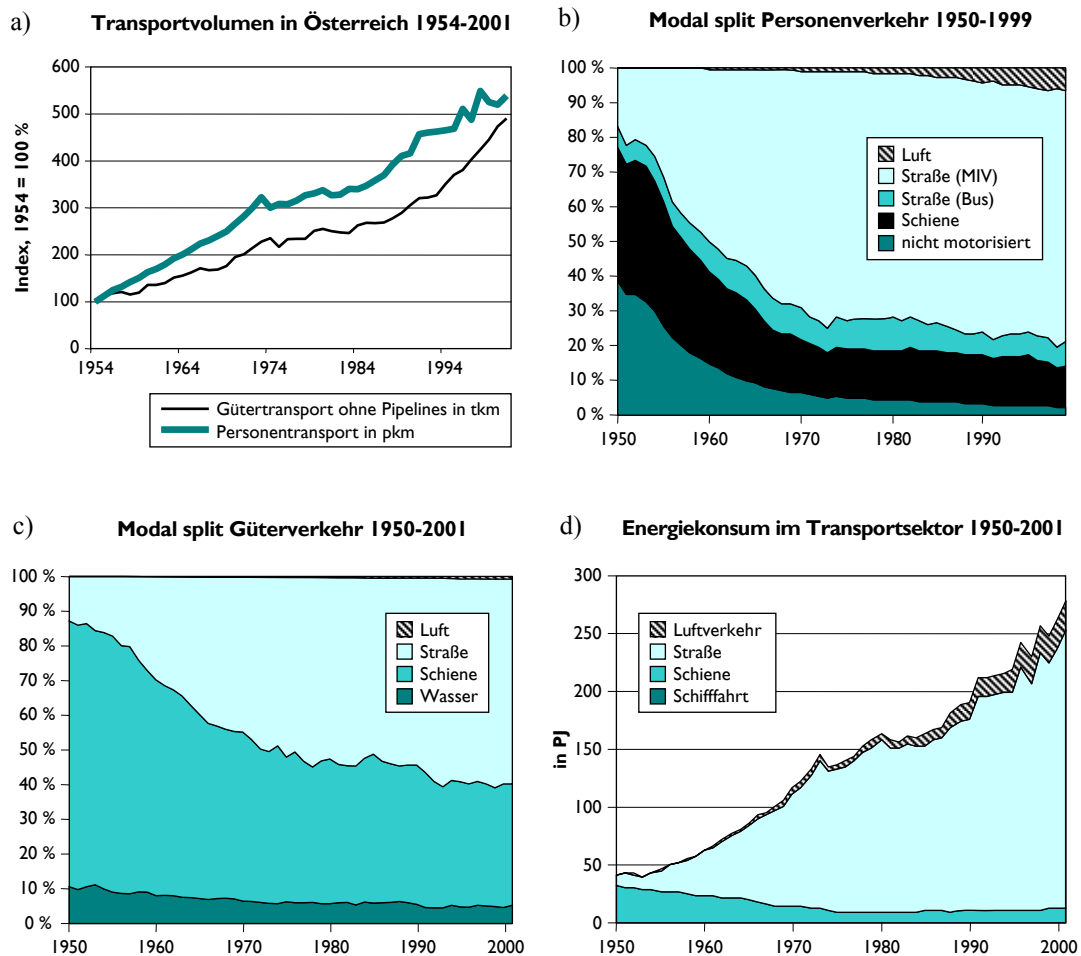 a)
Transportvolumen in Österreich 1954-2001
Index, 1954 = 100 %
600
500
400
300
200
100
0
1954
1964
1974
1984
1994
Gütertransport ohne Pipelines in tkm
Personentransport in pkm
b)
Modal split Personenverkehr 1950-1999
100 %
90 %
80 %
70 %
60 %
50 %
40 %
30 %
20 %
10 %
0 %
1950
1960
1970
1980
1990
Luft
Straße (MIV)
Straße (Bus)
Schiene
nicht motorisiert
c)
Modal split Güterverkehr 1950-2001
100 %
90 %
80 %
70 %
60 %
50 %
40 %
30 %
20 %
10 %
0 %
1950
1960
1970
1980
1990
2000
Luft
Straße
Schiene
Wasser
d)
Energiekonsum im Transportsektor 1950-2001
in PJ
300
250
200
150
100
50
0
1950
1960
1970
1980
1990
2000
Luftverkehr
Straße
Schiene
Schifffahrt